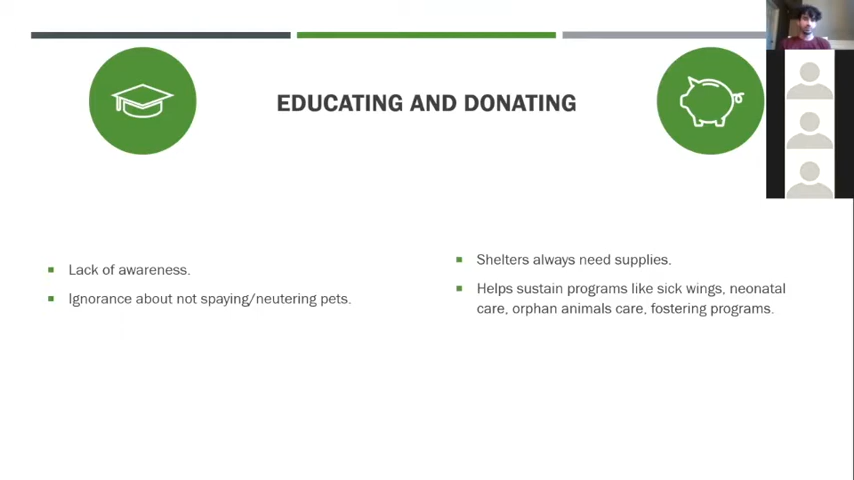 EDUCATING AND DONATING
Lack of awareness.
Ignorance about not spaying/neutering pets.
Shelters always need supplies.
Helps sustain programs like sick wings, neonatal
care, orphan animals care, fostering programs.